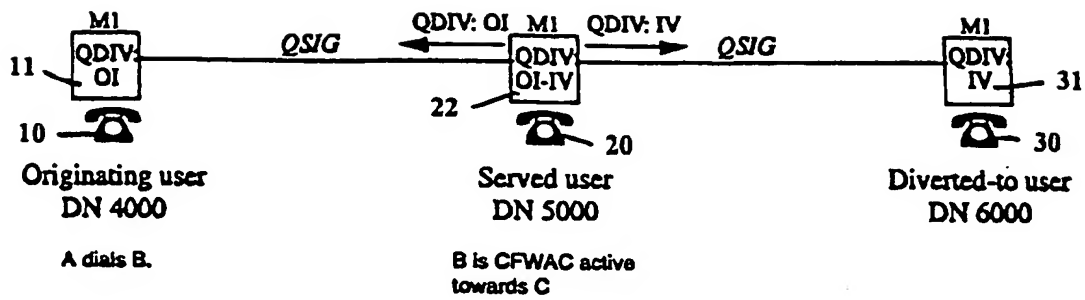 M1
QDIV: OI
M1
QDIV: IV
M1
QSIG
QSIG
QDIV
OI
QDIV
OI-IV
QDIV
IV
11
22
31
10
20
30
Originating user
DN 4000
Served user
DN 5000
Diverted-to user
DN 6000
A dials B.
B is CFWAC active
towards C